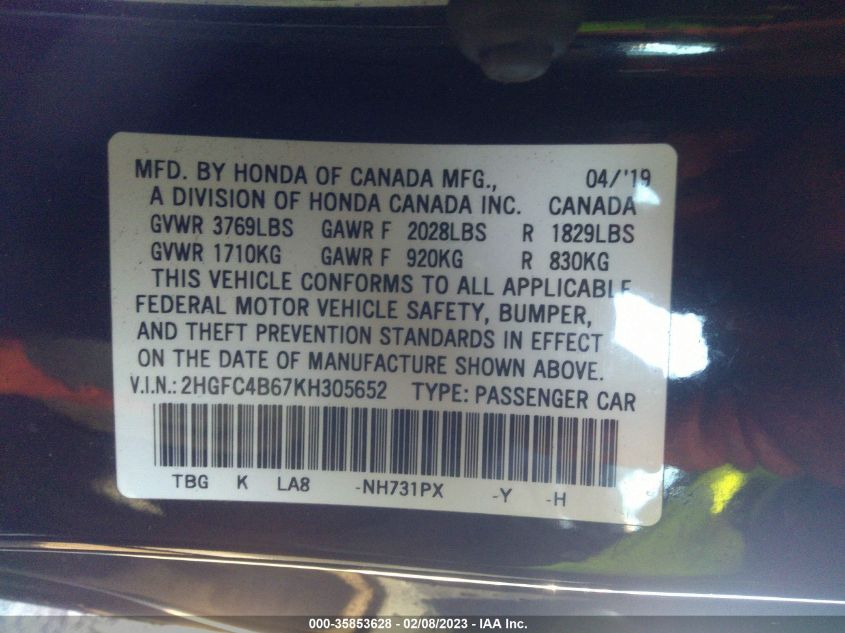 MFD. BY HONDA OF CANADA MFG., 04/'19
A DIVISION OF HONDA CANADA INC. CANADA
GVWR 3769LBS GAWR F 2028LBS R 1829LBS
GVWR 1710KG GAWR F 920KG R 830KG
THIS VEHICLE CONFORMS TO ALL APPLICABLE
FEDERAL MOTOR VEHICLE SAFETY, BUMPER,
AND THEFT PREVENTION STANDARDS IN EFFECT
ON THE DATE OF MANUFACTURE SHOWN ABOVE.
V.I.N.: 2HGFC4B67KH305652 TYPE: PASSENGER CAR
TBG K LA8 -NH731PX -Y -H
000-35853628 - 02/08/2023 - IAA Inc.